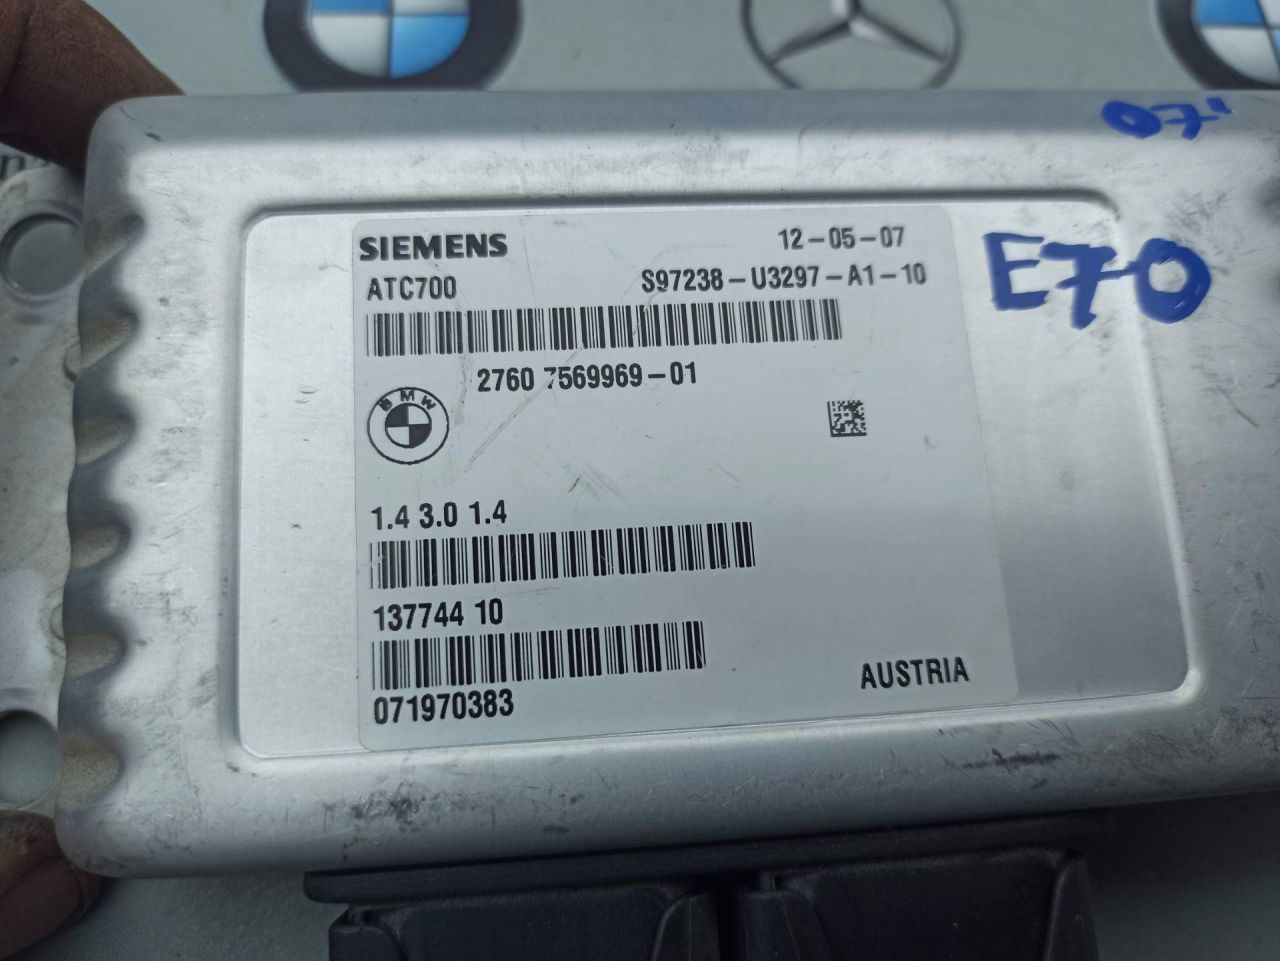 07'
E70
SIEMENS
12-05-07
ATC700
S97238-U3297-A1-10
2760 7569969-01
BMW
1.4 3.0 1.4
137744 10
071970383
AUSTRIA